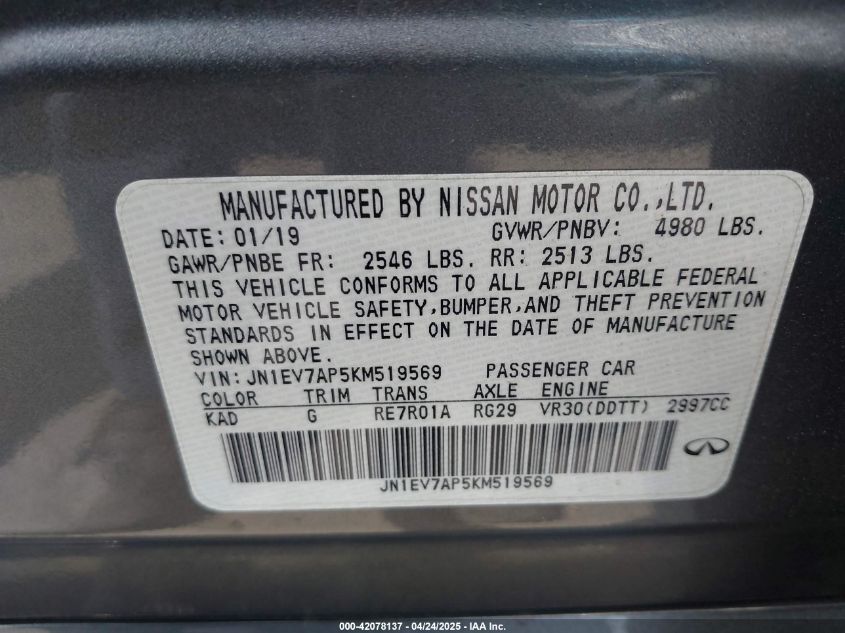 MANUFACTURED BY NISSAN MOTOR CO.,LTD.
DATE: 01/19 GVWR/PNBV: 4980 LBS.
GAWR/PNBE FR: 2546 LBS. RR: 2513 LBS.
THIS VEHICLE CONFORMS TO ALL APPLICABLE FEDERAL
MOTOR VEHICLE SAFETY,BUMPER,AND THEFT PREVENTION
STANDARDS IN EFFECT ON THE DATE OF MANUFACTURE
SHOWN ABOVE.
VIN:JN1EV7AP5KM519569 PASSENGER CAR
COLOR TRIM TRANS AXLE ENGINE
KAD G RE7R01A RG29 VR30(DDTT) 2997CC
JN1EV7AP5KM519569
000-42078137 - 04/24/2025 - IAA Inc.